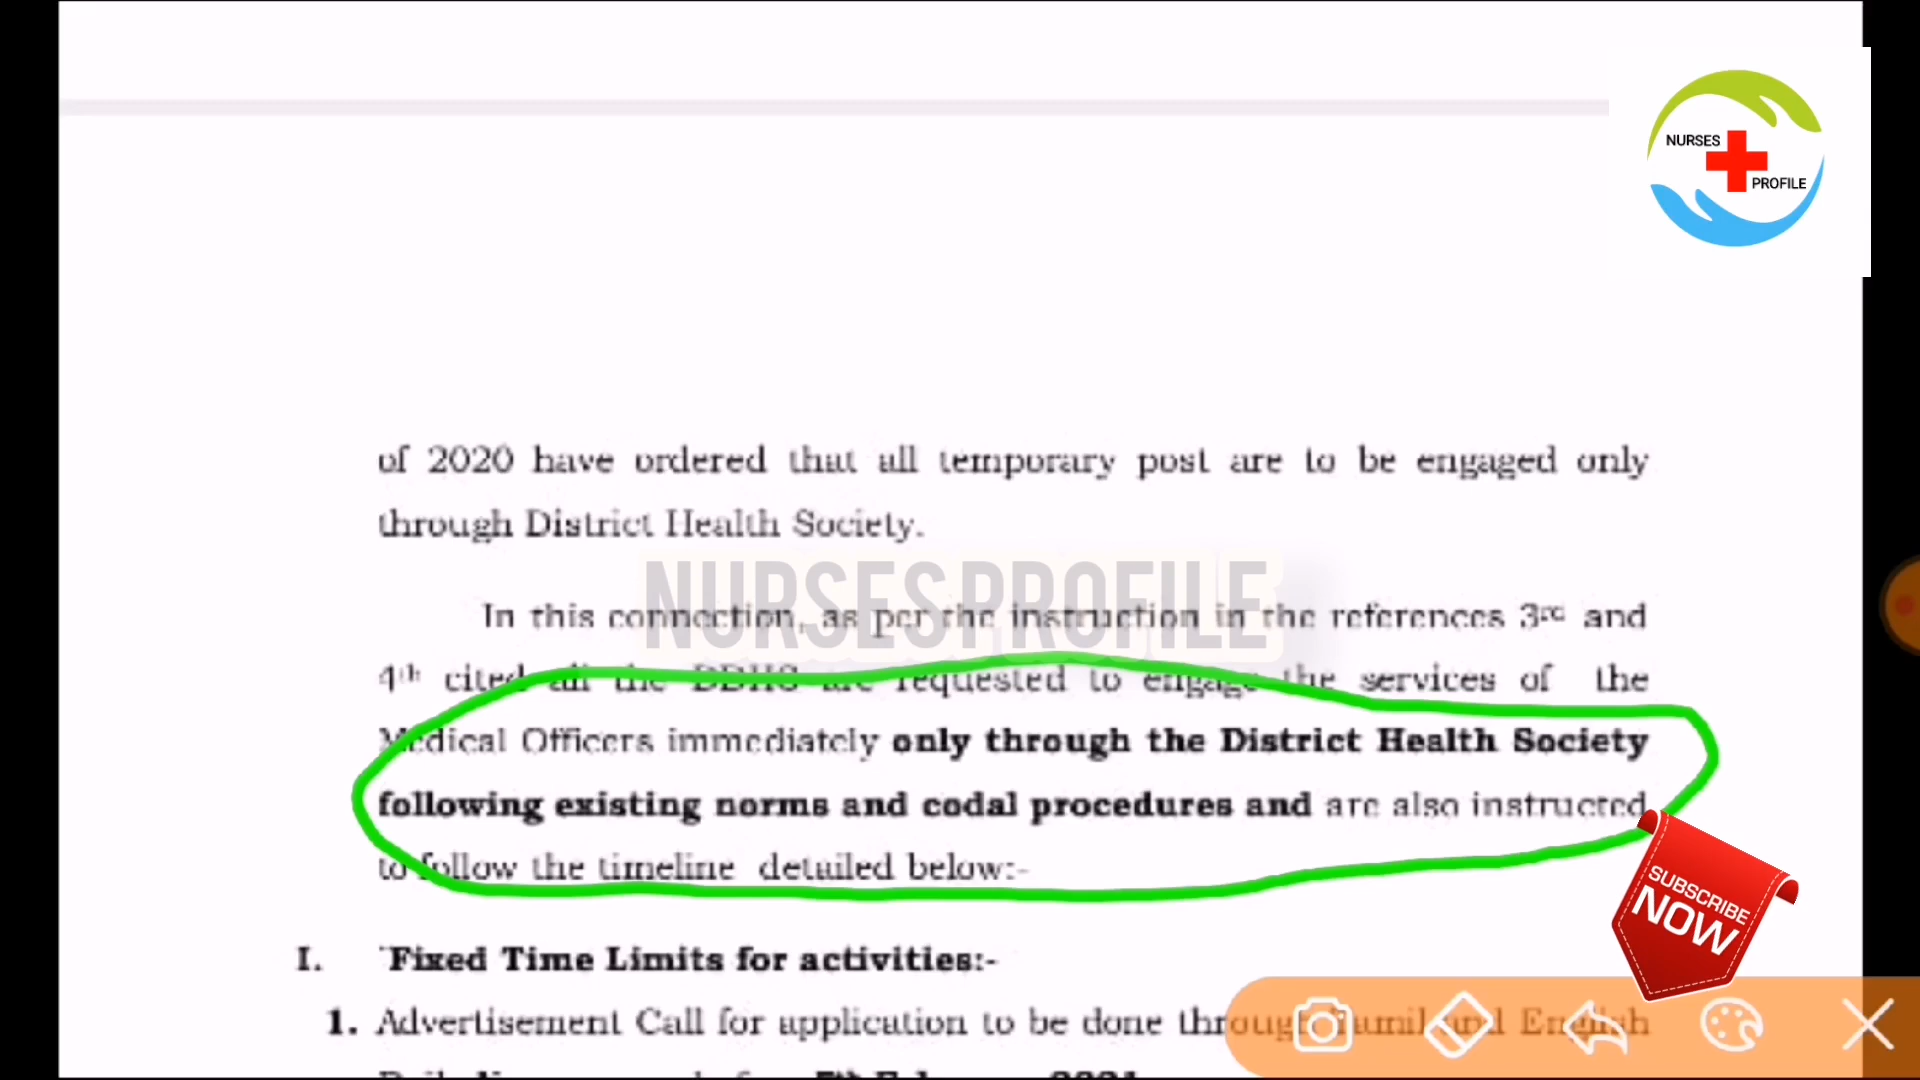 NURSES
PROFILE
of 2020 have ordered that all temporary post are to be engaged only
through District Health Society.
NURSES PROFILE
In this connection, as per the instruction in the references 3rd and
4th cited all the DDHS are requested to engage the services of the
Medical Officers immediately only through the District Health Society
following existing norms and codal procedures and are also instructed
to follow the timeline detailed below:-
SUBSCRIBE
NOW
I. Fixed Time Limits for activities:-
1. Advertisement Call for application to be done through Tamil and English